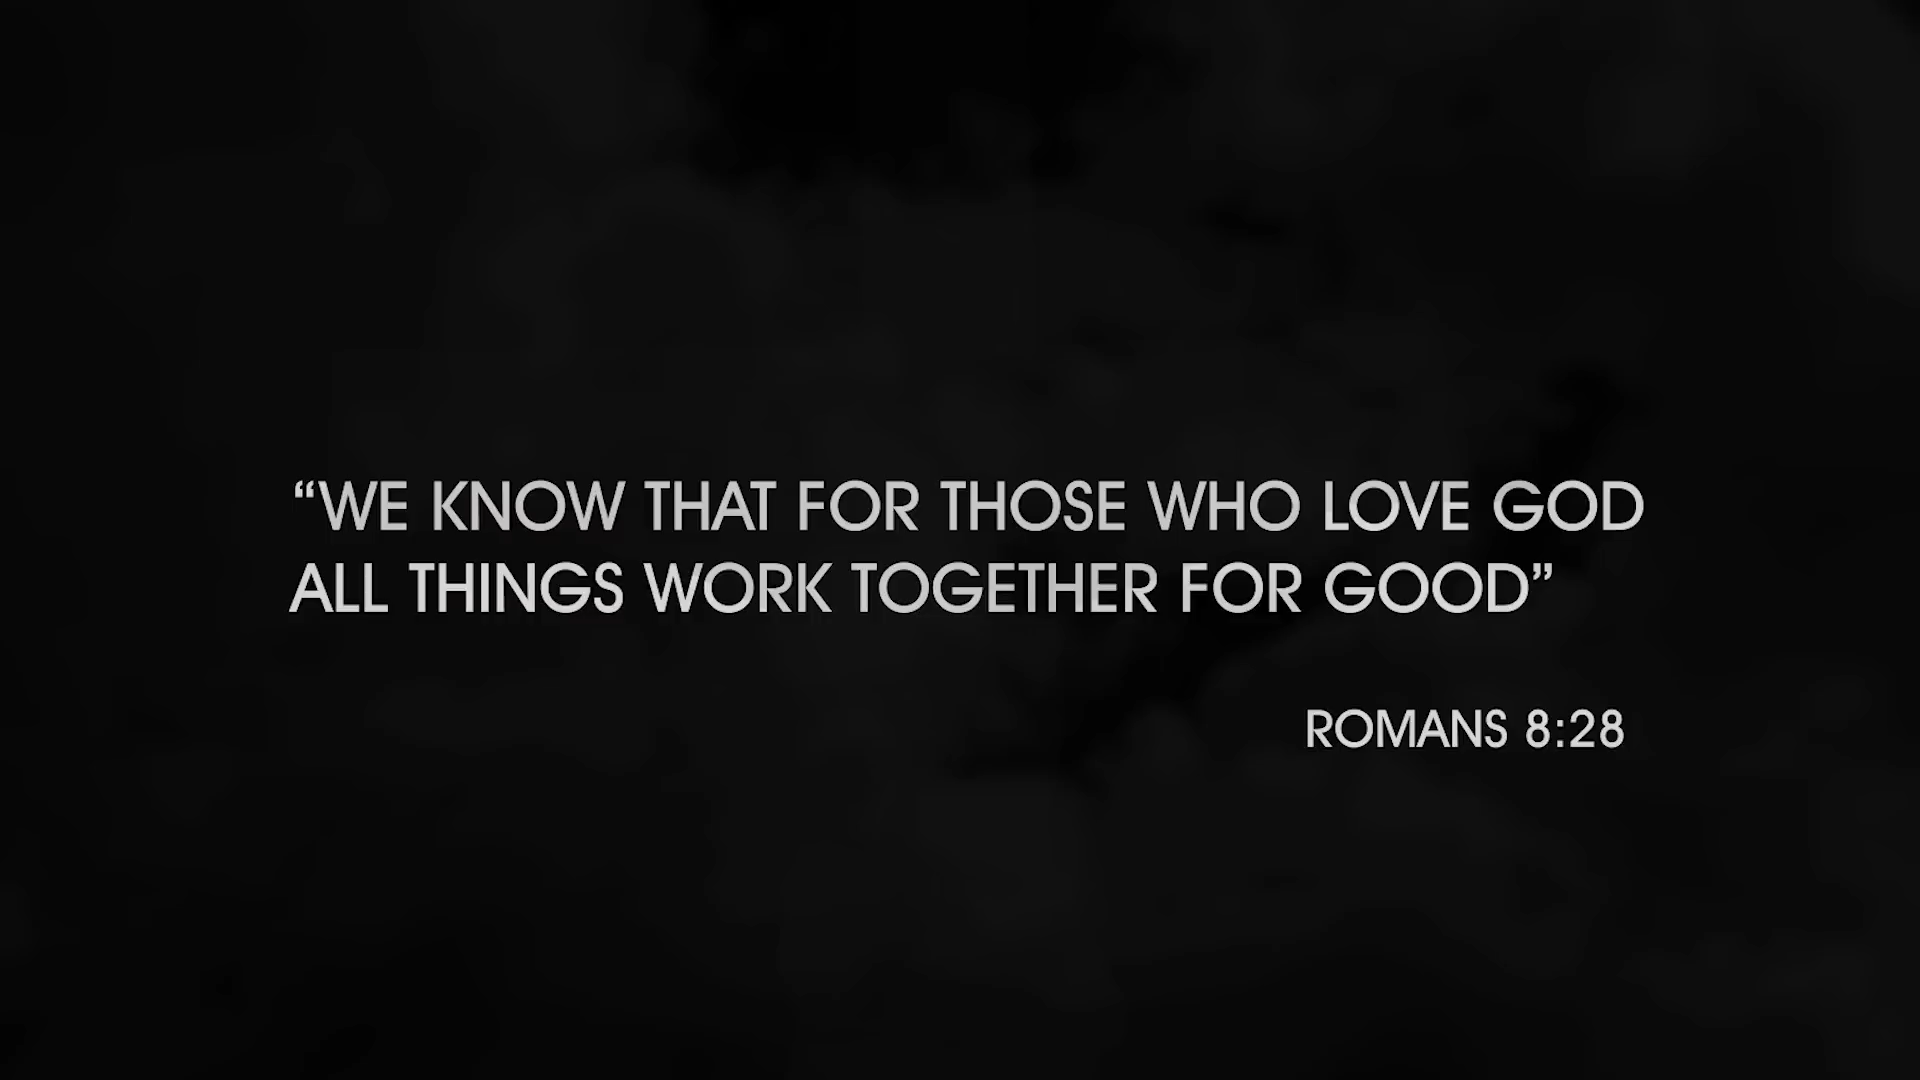 “WE KNOW THAT FOR THOSE WHO LOVE GOD
ALL THINGS WORK TOGETHER FOR GOOD”
ROMANS 8:28